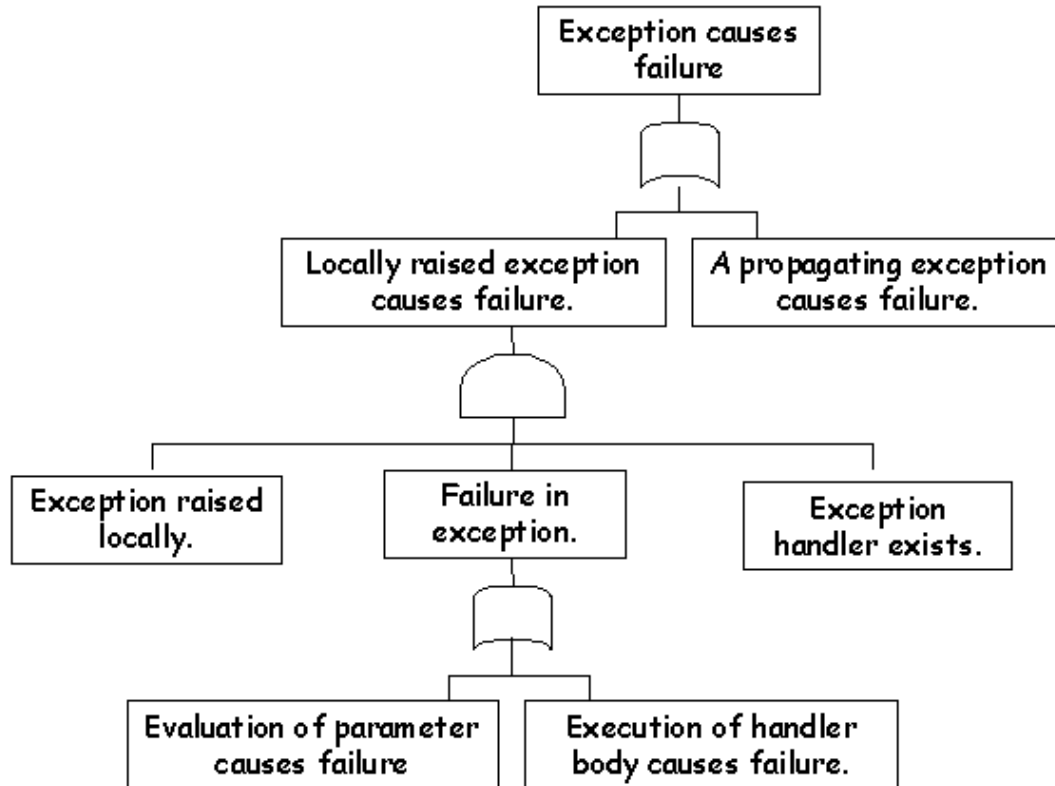 Exception causes
failure
Locally raised exception
causes failure.
A propagating exception
causes failure.
Exception raised
locally.
Failure in
exception.
Exception
handler exists.
Evaluation of parameter
causes failure
Execution of handler
body causes failure.